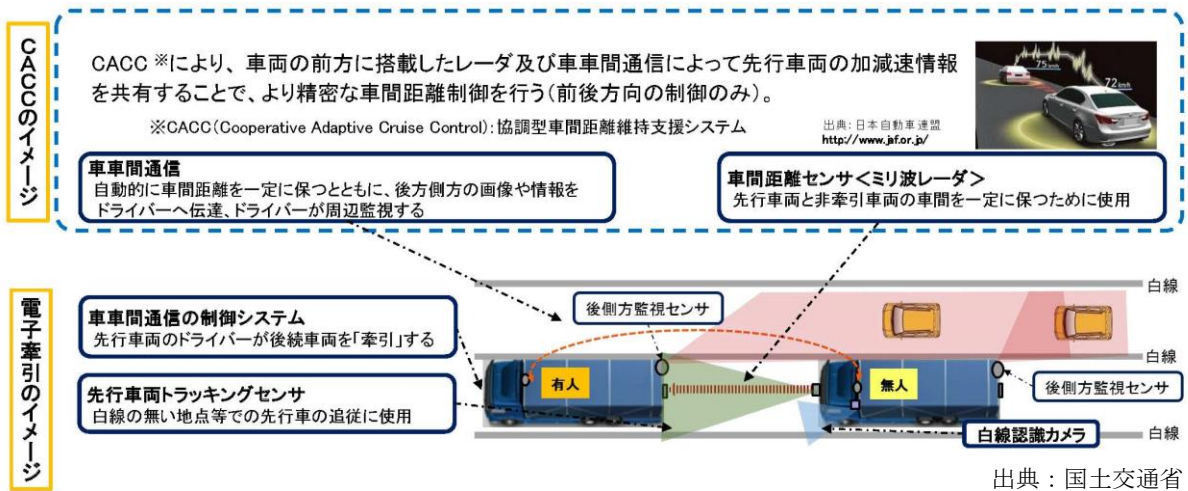 CACCのイメージ
CACC ※により、車両の前方に搭載したレーダ及び車車間通信によって先行車両の加減速情報
を共有することで、より精密な車間距離制御を行う(前後方向の制御のみ)。
※CACC(Cooperative Adaptive Cruise Control):協調型車間距離維持支援システム
75 km/h
72 km/h
出典:日本自動車連盟
http://www.jaf.or.jp/
車車間通信
自動的に車間距離を一定に保つとともに、後方側方の画像や情報を
ドライバーへ伝達、ドライバーが周辺監視する
車間距離センサ<ミリ波レーダ>
先行車両と非牽引車両の車間を一定に保つために使用
電子牽引のイメージ
車車間通信の制御システム
先行車両のドライバーが後続車両を「牽引」する
先行車両トラッキングセンサ
白線の無い地点等での先行車の追従に使用
後側方監視センサ
白線
白線
有人
無人
後側方監視センサ
白線認識カメラ
白線
出典:国土交通省